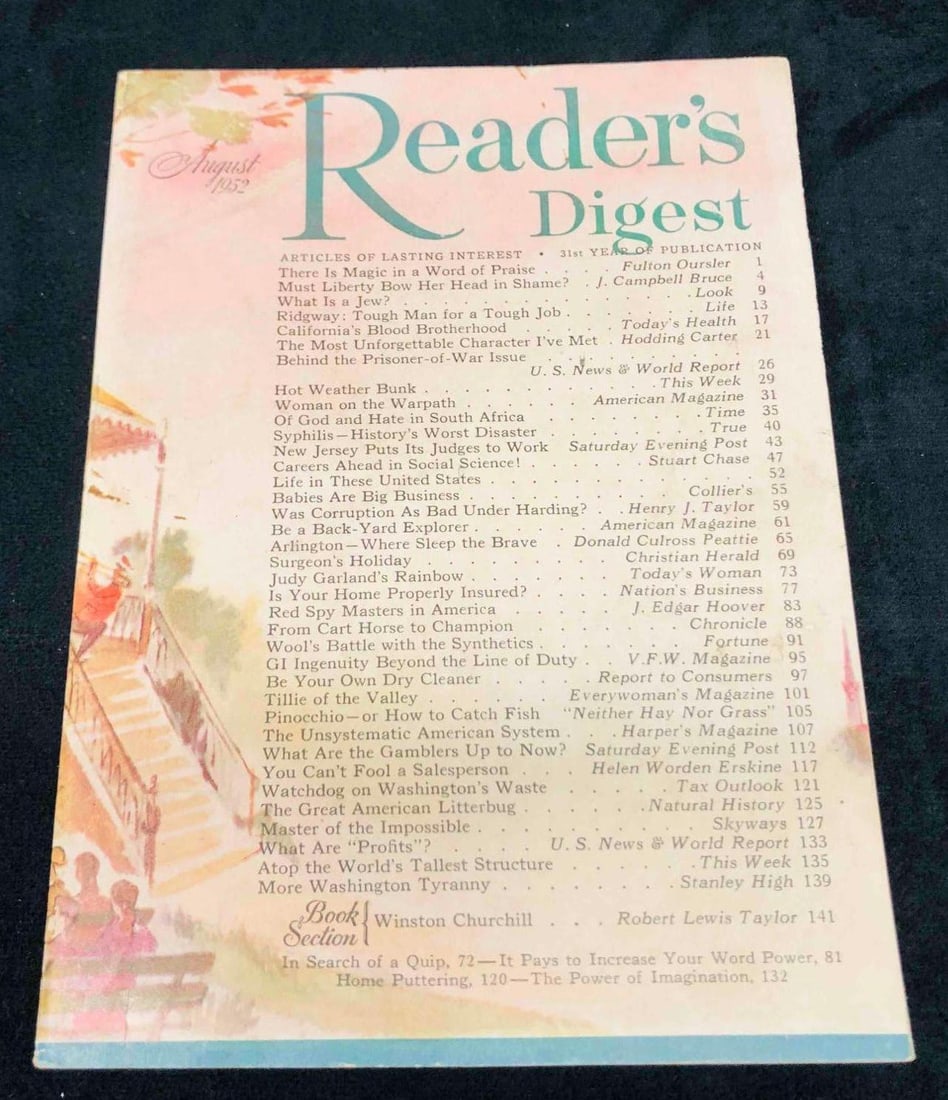 August
1952
Reader's
Digest
ARTICLES OF LASTING INTEREST • 31st YEAR OF PUBLICATION
There Is Magic in a Word of Praise . . . . Fulton Oursler 1
Must Liberty Bow Her Head in Shame? . J. Campbell Bruce 4
What Is a Jew? . . . . . . . . . . . . . . . Look 9
Ridgway: Tough Man for a Tough Job . . . . . . . Life 13
California's Blood Brotherhood . . . . . Today's Health 17
The Most Unforgettable Character I've Met . Hodding Carter 21
Behind the Prisoner-of-War Issue . . . . . . . . . .
U. S. News & World Report 26
Hot Weather Bunk . . . . . . . . . . . . This Week 29
Woman on the Warpath . . . . . . . American Magazine 31
Of God and Hate in South Africa . . . . . . . . Time 35
Syphilis—History's Worst Disaster . . . . . . . . True 40
New Jersey Puts Its Judges to Work Saturday Evening Post 43
Careers Ahead in Social Science! . . . . . . Stuart Chase 47
Life in These United States . . . . . . . . . . . . . 52
Babies Are Big Business . . . . . . . . . . Collier's 55
Was Corruption As Bad Under Harding? . . Henry J. Taylor 59
Be a Back-Yard Explorer . . . . . . American Magazine 61
Arlington—Where Sleep the Brave . Donald Culross Peattie 65
Surgeon's Holiday . . . . . . . . . Christian Herald 69
Judy Garland's Rainbow . . . . . . . Today's Woman 73
Is Your Home Properly Insured? . . . . Nation's Business 77
Red Spy Masters in America . . . . . J. Edgar Hoover 83
From Cart Horse to Champion . . . . . . . Chronicle 88
Wool's Battle with the Synthetics . . . . . . . Fortune 91
GI Ingenuity Beyond the Line of Duty . . V.F.W. Magazine 95
Be Your Own Dry Cleaner . . . . . Report to Consumers 97
Tillie of the Valley . . . . . . Everywoman's Magazine 101
Pinocchio—or How to Catch Fish "Neither Hay Nor Grass" 105
The Unsystematic American System . . . Harper's Magazine 107
What Are the Gamblers Up to Now? Saturday Evening Post 112
You Can't Fool a Salesperson . . . Helen Worden Erskine 117
Watchdog on Washington's Waste . . . . . Tax Outlook 121
The Great American Litterbug . . . . . . Natural History 125
Master of the Impossible . . . . . . . . . . Skyways 127
What Are "Profits"? . . . . . U. S. News & World Report 133
Atop the World's Tallest Structure . . . . . . This Week 135
More Washington Tyranny . . . . . . . . Stanley High 139
Book Section { Winston Churchill . . . Robert Lewis Taylor 141
In Search of a Quip, 72—It Pays to Increase Your Word Power, 81
Home Puttering, 120—The Power of Imagination, 132